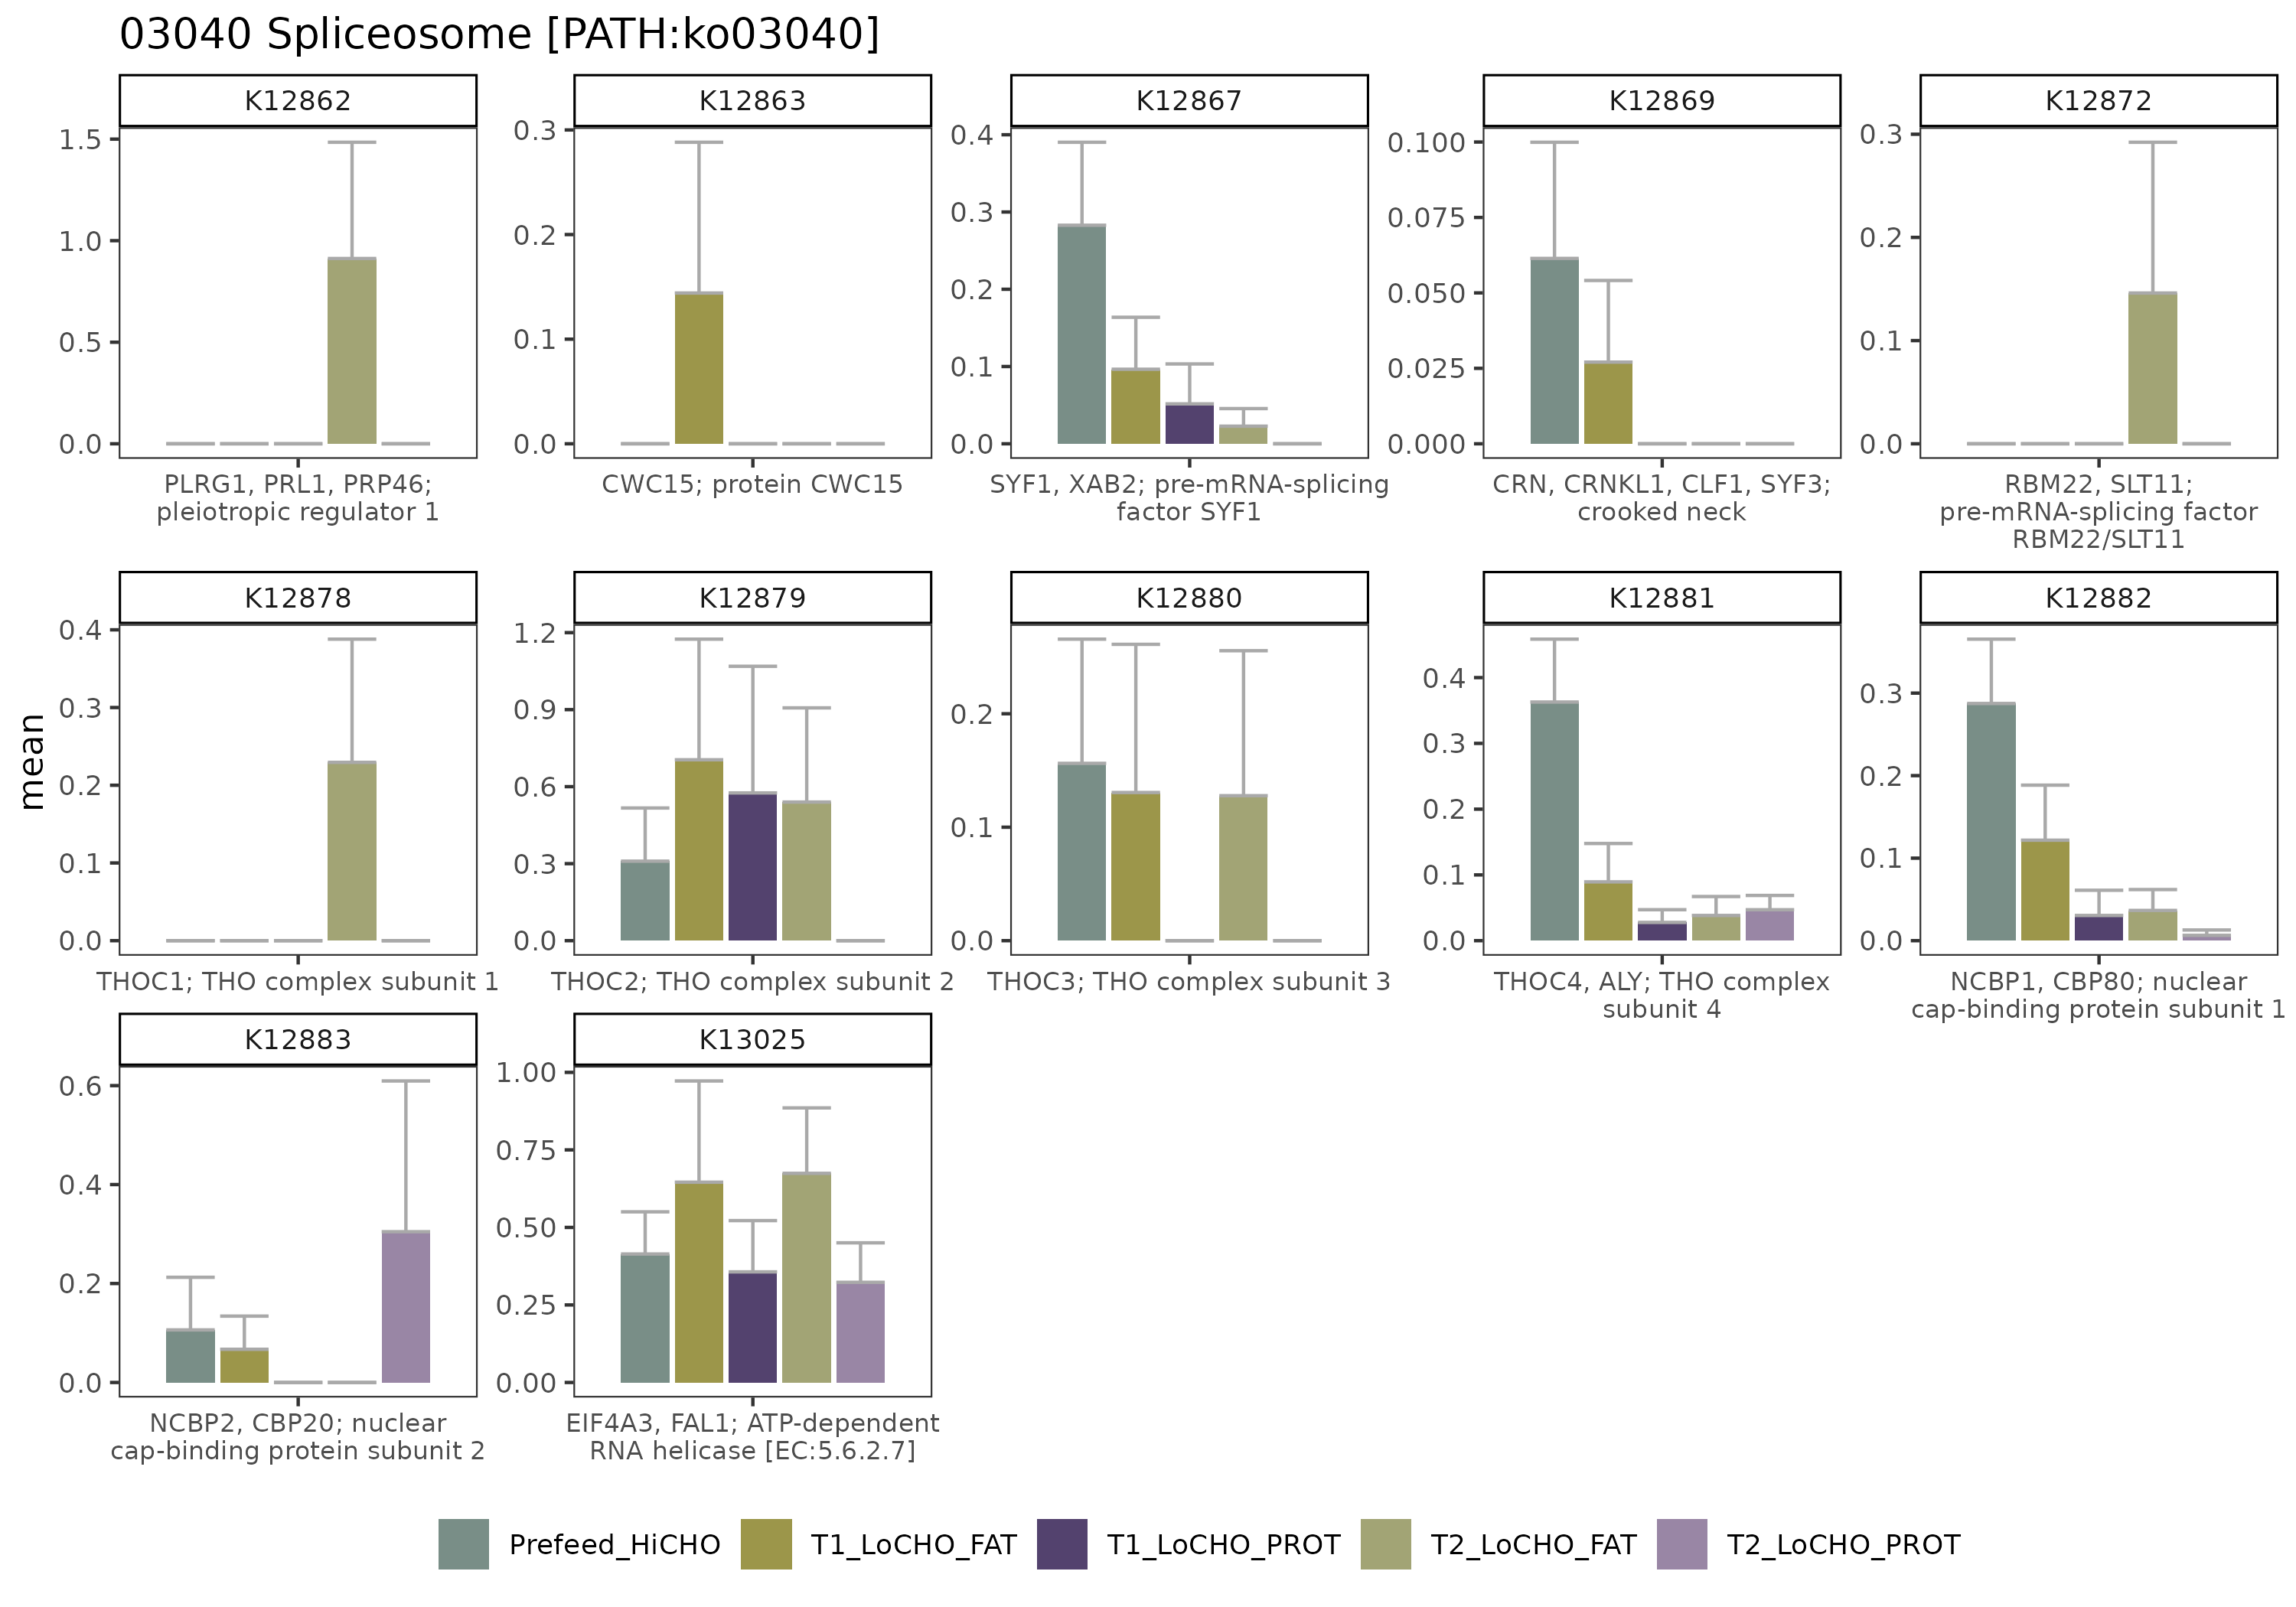 03040 Spliceosome [PATH:ko03040]
K12862
K12863
K12867
K12869
K12872
1.5
1.0
0.5
0.0
0.3
0.2
0.1
0.0
0.4
0.3
0.2
0.1
0.0
0.100
0.075
0.050
0.025
0.000
0.3
0.2
0.1
0.0
PLRG1, PRL1, PRP46;
pleiotropic regulator 1
CWC15; protein CWC15
SYF1, XAB2; pre-mRNA-splicing
factor SYF1
CRN, CRNKL1, CLF1, SYF3;
crooked neck
RBM22, SLT11;
pre-mRNA-splicing factor
RBM22/SLT11
mean
K12878
K12879
K12880
K12881
K12882
0.4
0.3
0.2
0.1
0.0
1.2
0.9
0.6
0.3
0.0
0.2
0.1
0.0
0.4
0.3
0.2
0.1
0.0
0.3
0.2
0.1
0.0
THOC1; THO complex subunit 1
THOC2; THO complex subunit 2
THOC3; THO complex subunit 3
THOC4, ALY; THO complex
subunit 4
NCBP1, CBP80; nuclear
cap-binding protein subunit 1
K12883
K13025
0.6
0.4
0.2
0.0
1.00
0.75
0.50
0.25
0.00
NCBP2, CBP20; nuclear
cap-binding protein subunit 2
EIF4A3, FAL1; ATP-dependent
RNA helicase [EC:5.6.2.7]
Prefeed_HiCHO
T1_LoCHO_FAT
T1_LoCHO_PROT
T2_LoCHO_FAT
T2_LoCHO_PROT